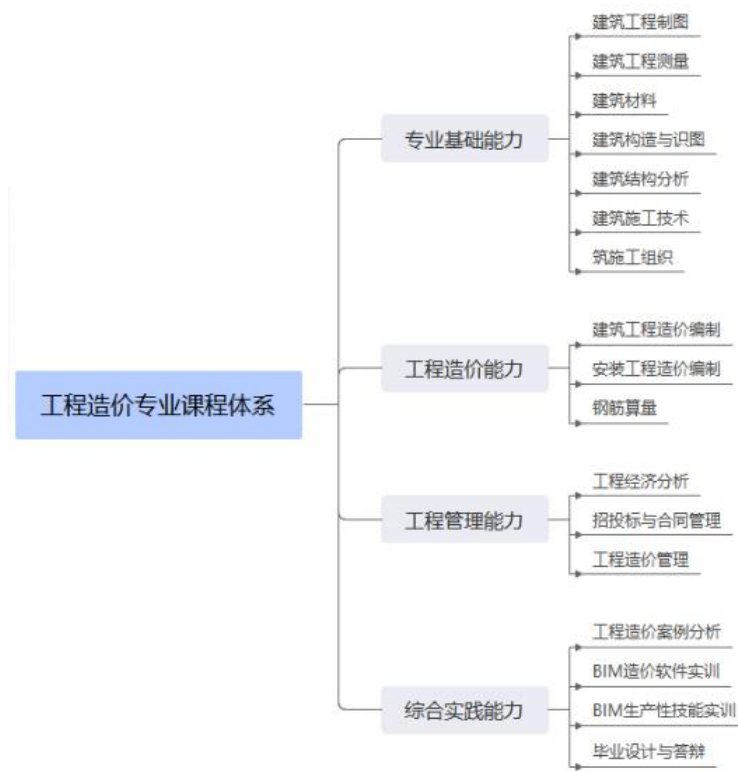 工程造价专业课程体系
专业基础能力
建筑工程制图
建筑工程测量
建筑材料
建筑构造与识图
建筑结构分析
建筑施工技术
筑施工组织
工程造价能力
建筑工程造价编制
安装工程造价编制
钢筋算量
工程管理能力
工程经济分析
招投标与合同管理
工程造价管理
综合实践能力
工程造价案例分析
BIM造价软件实训
BIM生产性技能实训
毕业设计与答辩